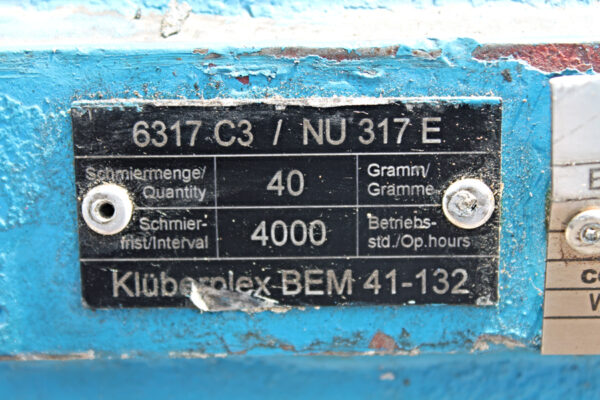 6317 C3 / NU 317 E
Schmiermenge/
Quantity
40
Gramm/
Gramme
Schmier-
frist/Interval
4000
Betriebs-
std./Op.hours
Klüberplex BEM 41-132